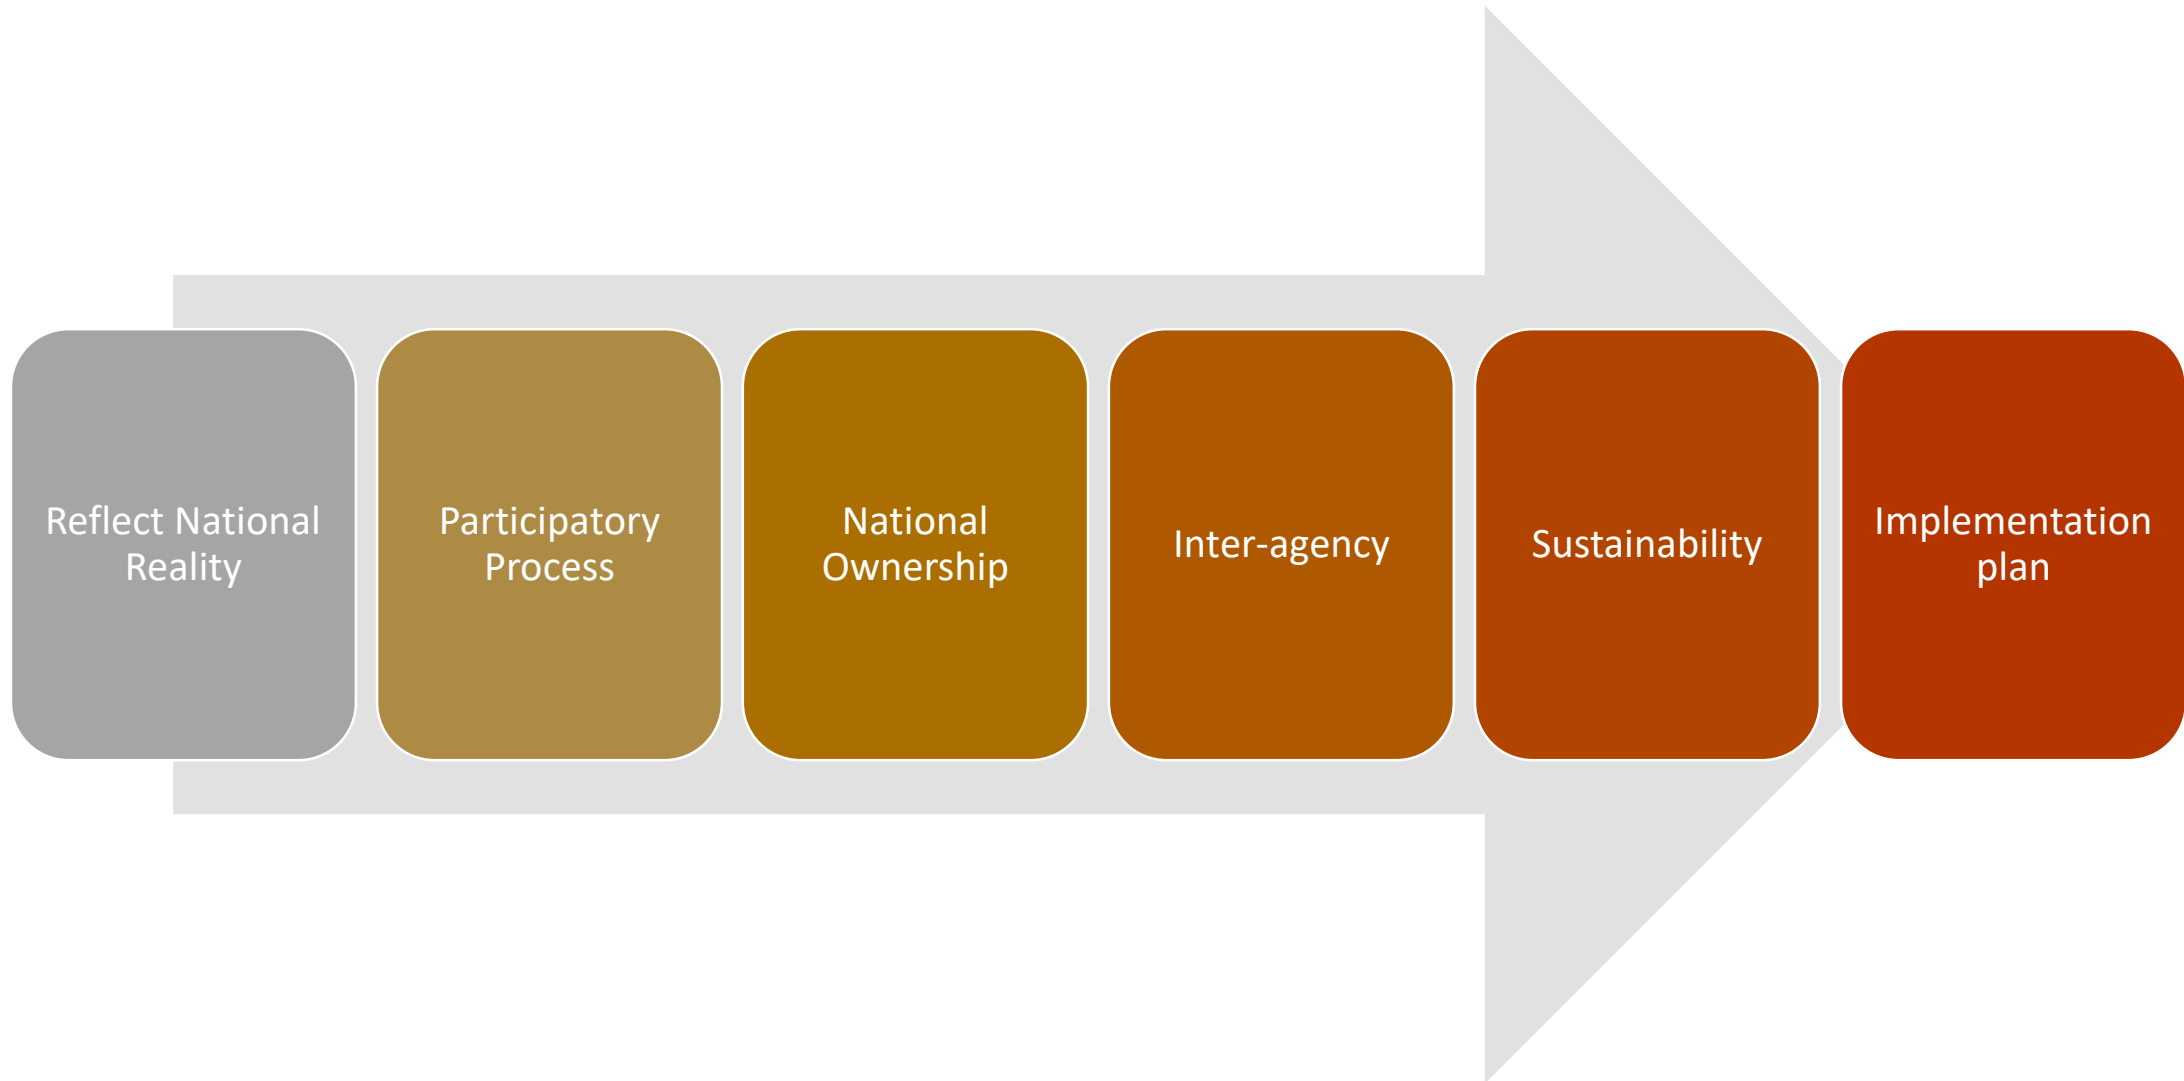 Reflect National
Reality
Participatory
Process
National
Ownership
Inter-agency
Sustainability
Implementation
plan